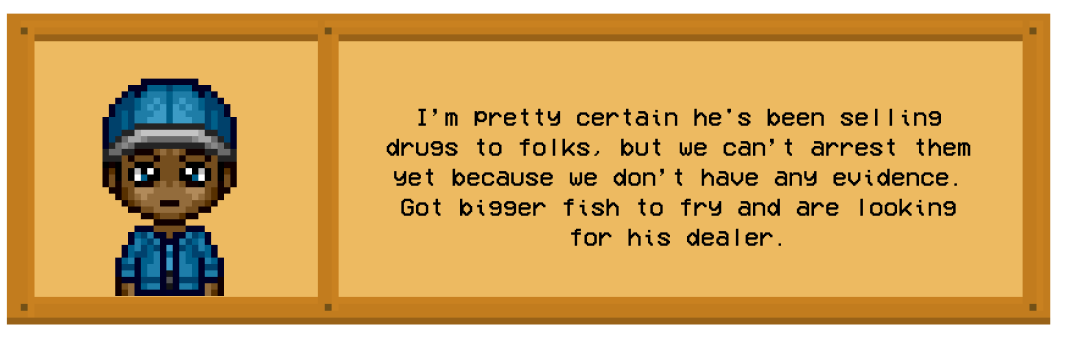 I'm pretty certain he's been selling
drugs to folks, but we can't arrest them
yet because we don't have any evidence.
Got bigger fish to fry and are looking
for his dealer.